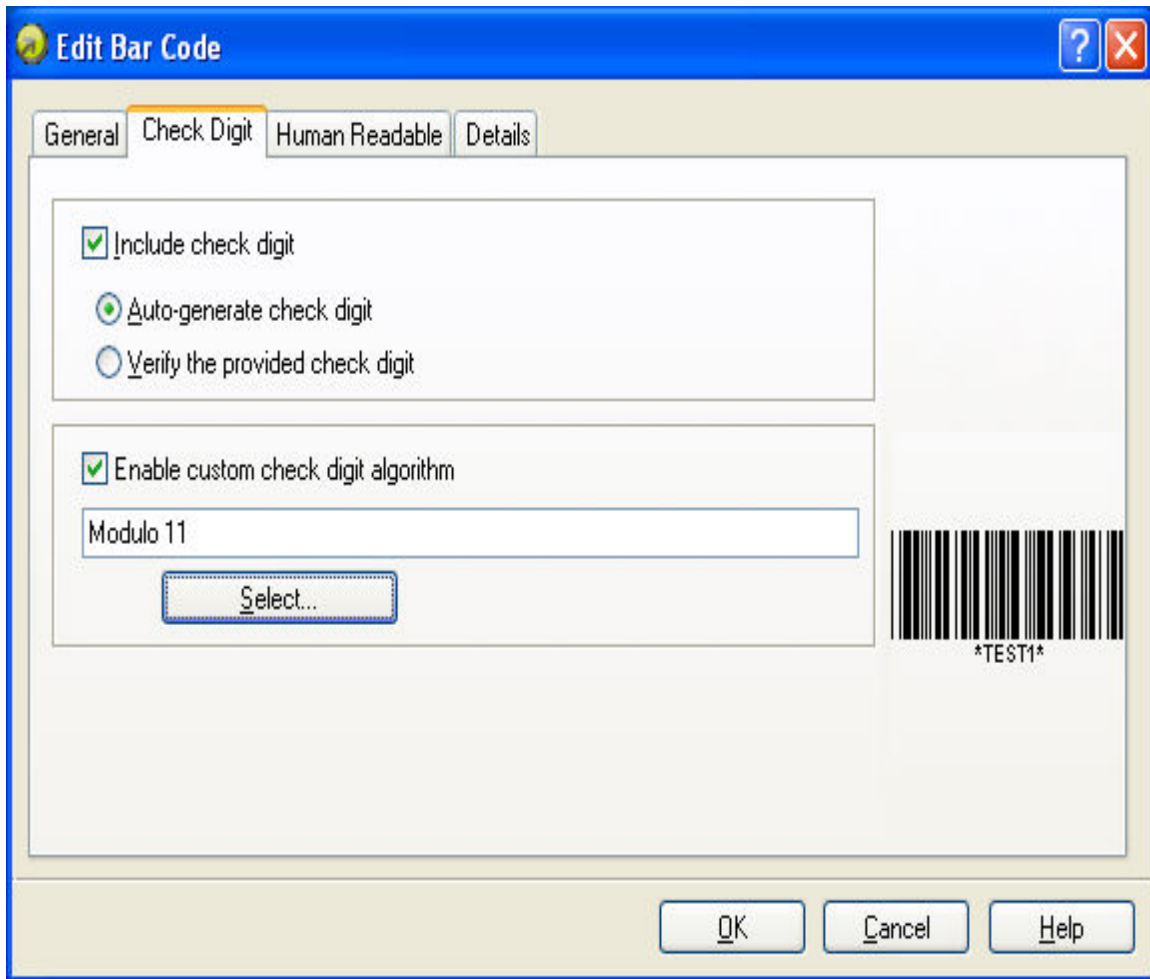 Edit Bar Code
General Check Digit Human Readable Details
Include check digit
Auto-generate check digit
Verify the provided check digit
Enable custom check digit algorithm
Modulo 11
Select...
*TEST1*
OK Cancel Help